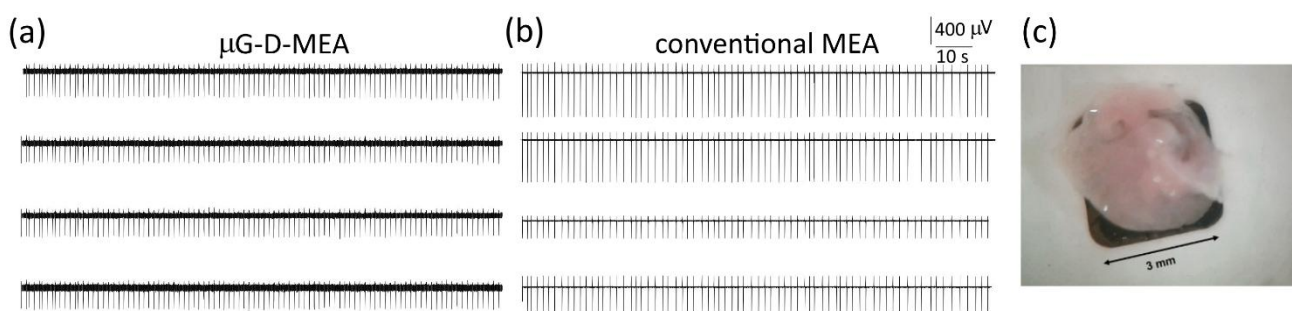 (a)
μG-D-MEA
(b)
conventional MEA
400 μV
10 s
(c)
3 mm